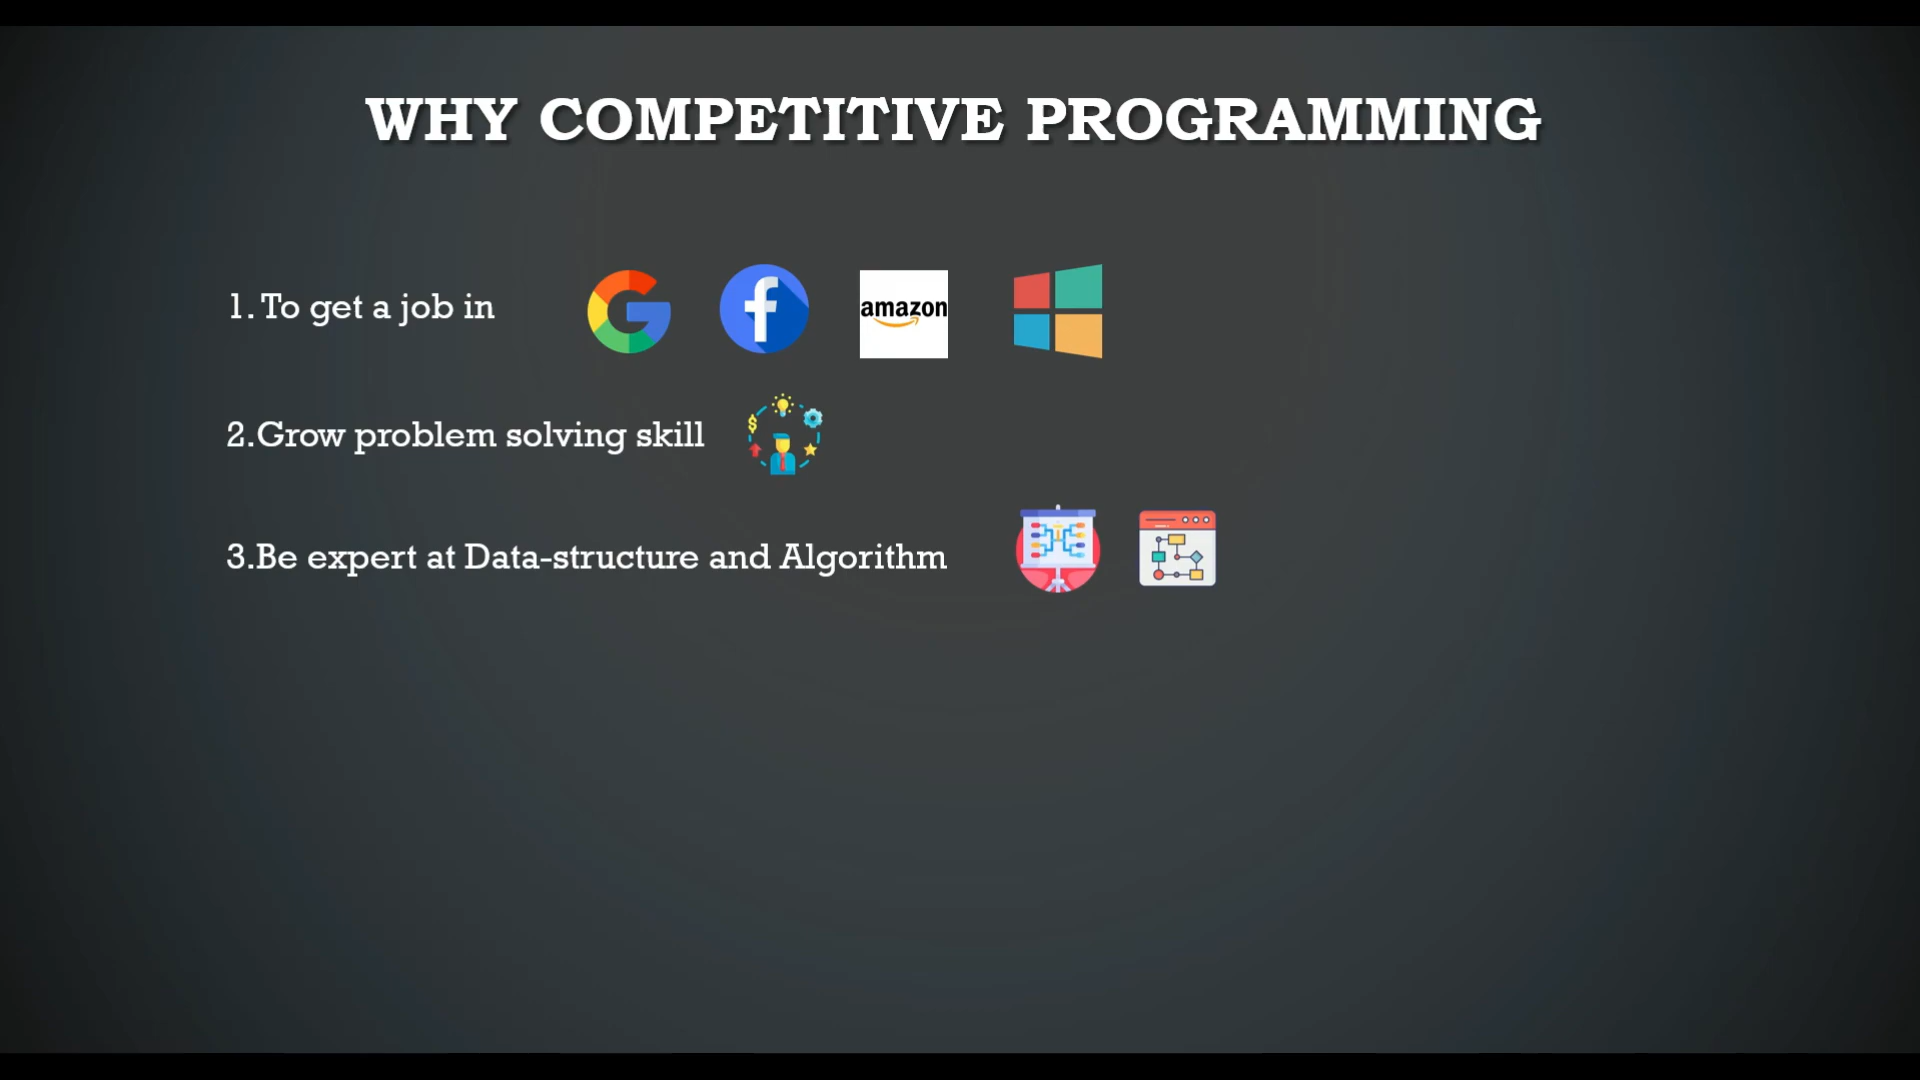 WHY COMPETITIVE PROGRAMMING
1. To get a job in
amazon
2.Grow problem solving skill
3.Be expert at Data-structure and Algorithm